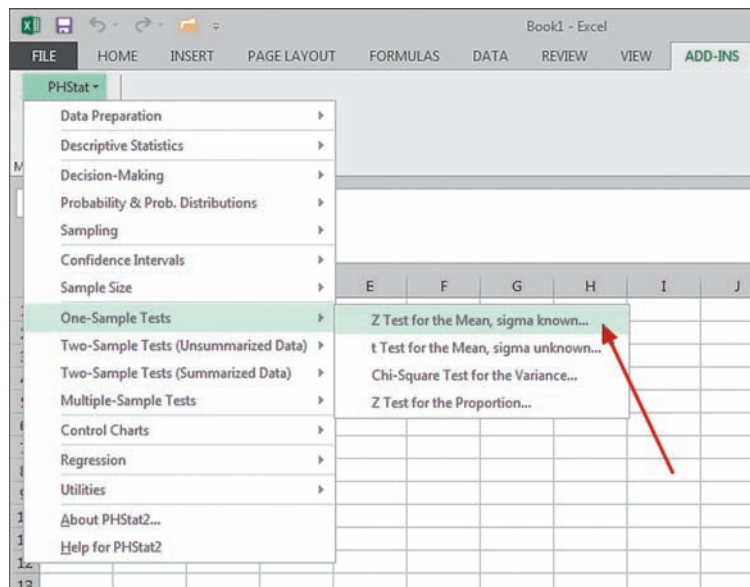 Book1 - Excel
FILE HOME INSERT PAGE LAYOUT FORMULAS DATA REVIEW VIEW ADD-INS
PHStat
Data Preparation
Descriptive Statistics
Decision-Making
Probability & Prob. Distributions
Sampling
Confidence Intervals
Sample Size
E F G H I J
One-Sample Tests
Z Test for the Mean, sigma known...
Two-Sample Tests (Unsummarized Data)
t Test for the Mean, sigma unknown...
Two-Sample Tests (Summarized Data)
Chi-Square Test for the Variance...
Multiple-Sample Tests
Z Test for the Proportion...
Control Charts
Regression
Utilities
About PHStat2...
Help for PHStat2
12
13